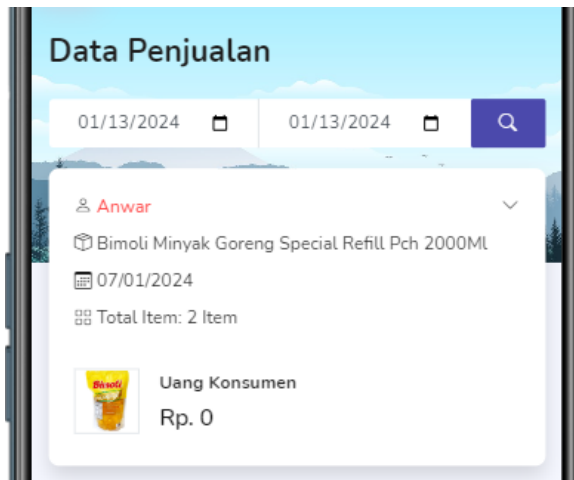 Data Penjualan
01/13/2024 01/13/2024
Anwar
Bimoli Minyak Goreng Special Refill Pch 2000Ml
07/01/2024
Total Item: 2 Item
Bimoli
Uang Konsumen
Rp. 0